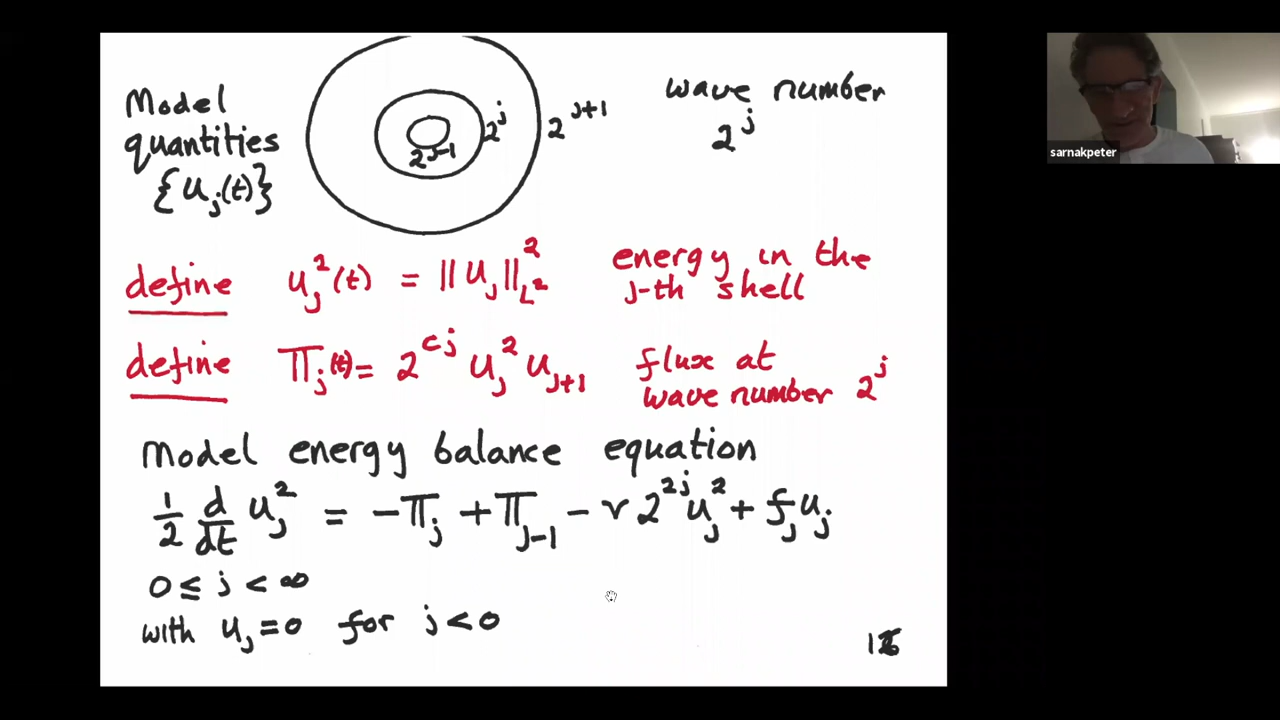 Model
quantities
{u_j(t)}
2^{j-1}
2^j
2^{j+1}
wave number
2^j
define u_j^2(t) = ||u_j||_{L^2}^2 energy in the
j-th shell
define Π_j(t) = 2^{cj} u_j^2 u_{j+1} flux at
wave number 2^j
Model energy balance equation
1/2 d/dt u_j^2 = -Π_j + Π_{j-1} - ν 2^{2j} u_j^2 + f_j u_j
0 ≤ j < ∞
with u_j = 0 for j < 0
sarnakpeter